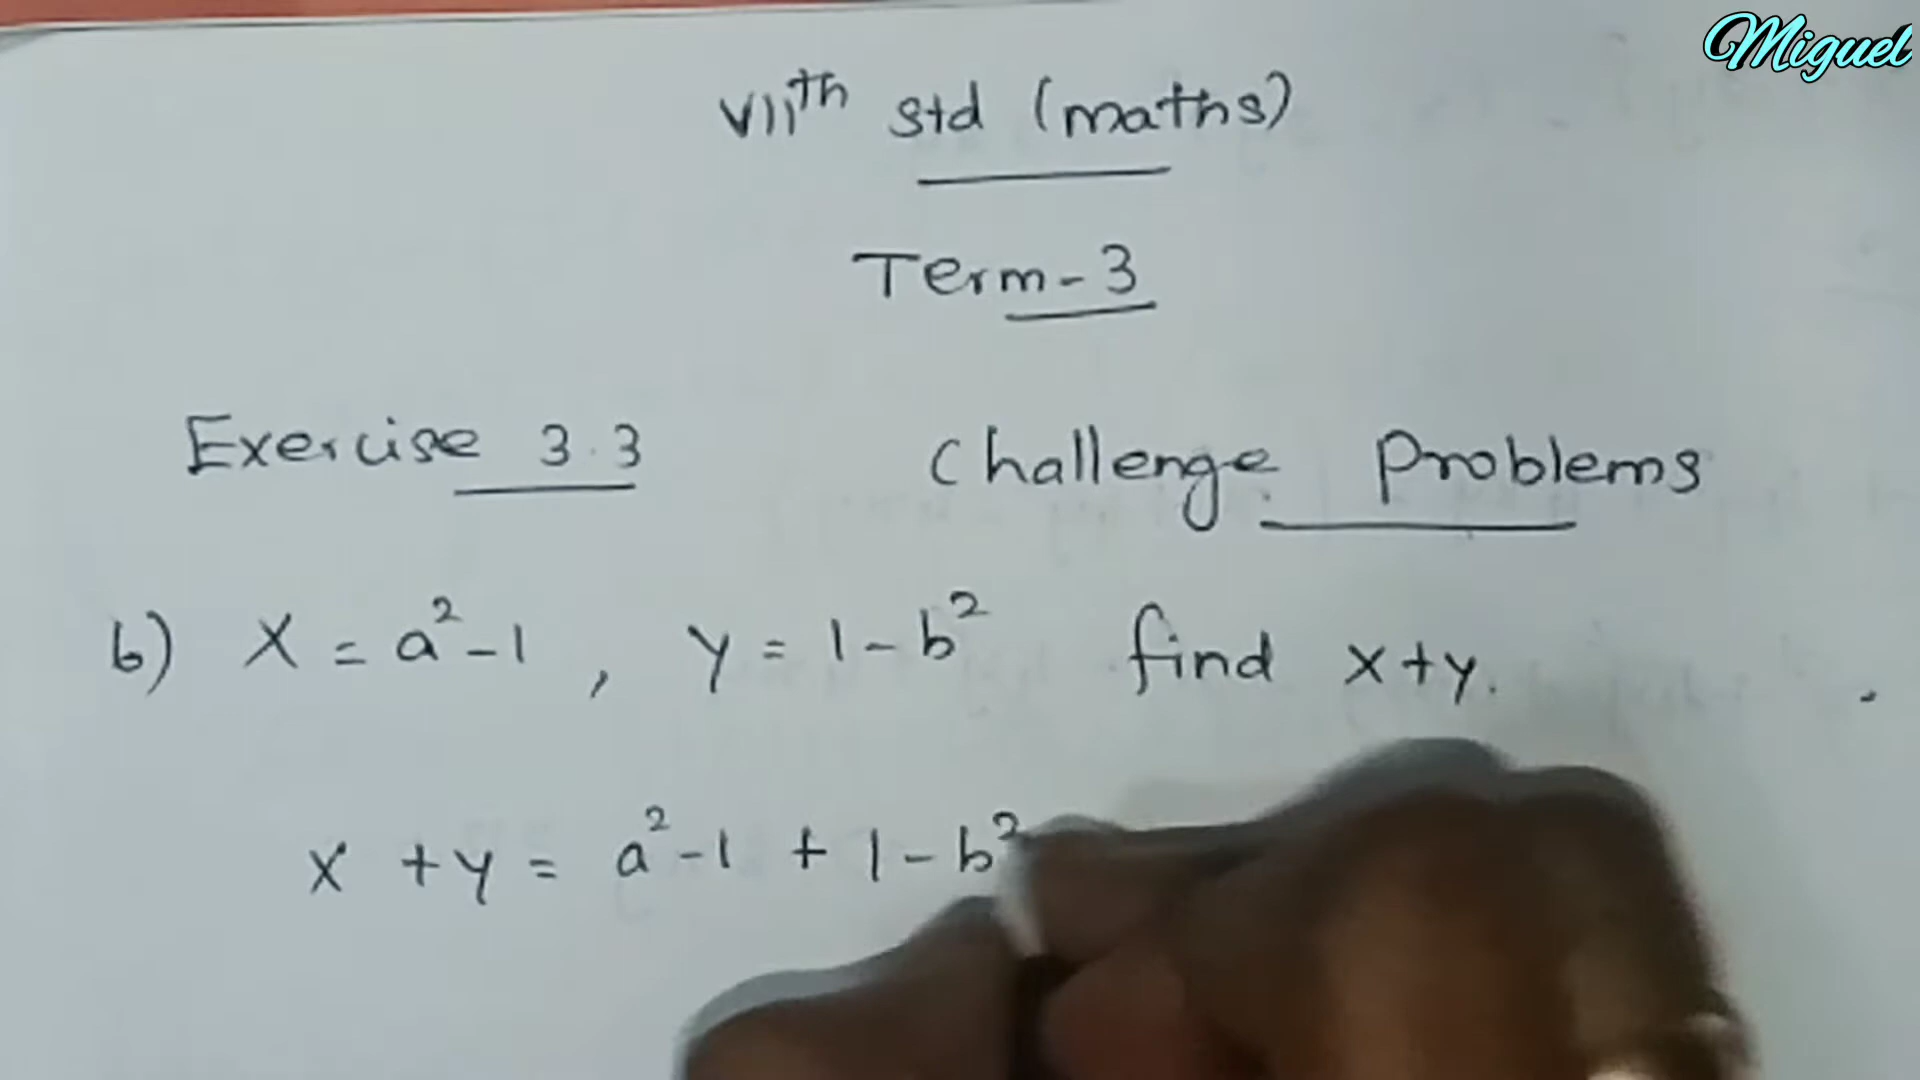 Miguel
VIIth std (maths)
Term-3
Exercise 3.3 Challenge Problems
6) x = a²-1 , y = 1-b² find x+y.
x +y = a²-1 + 1-b²